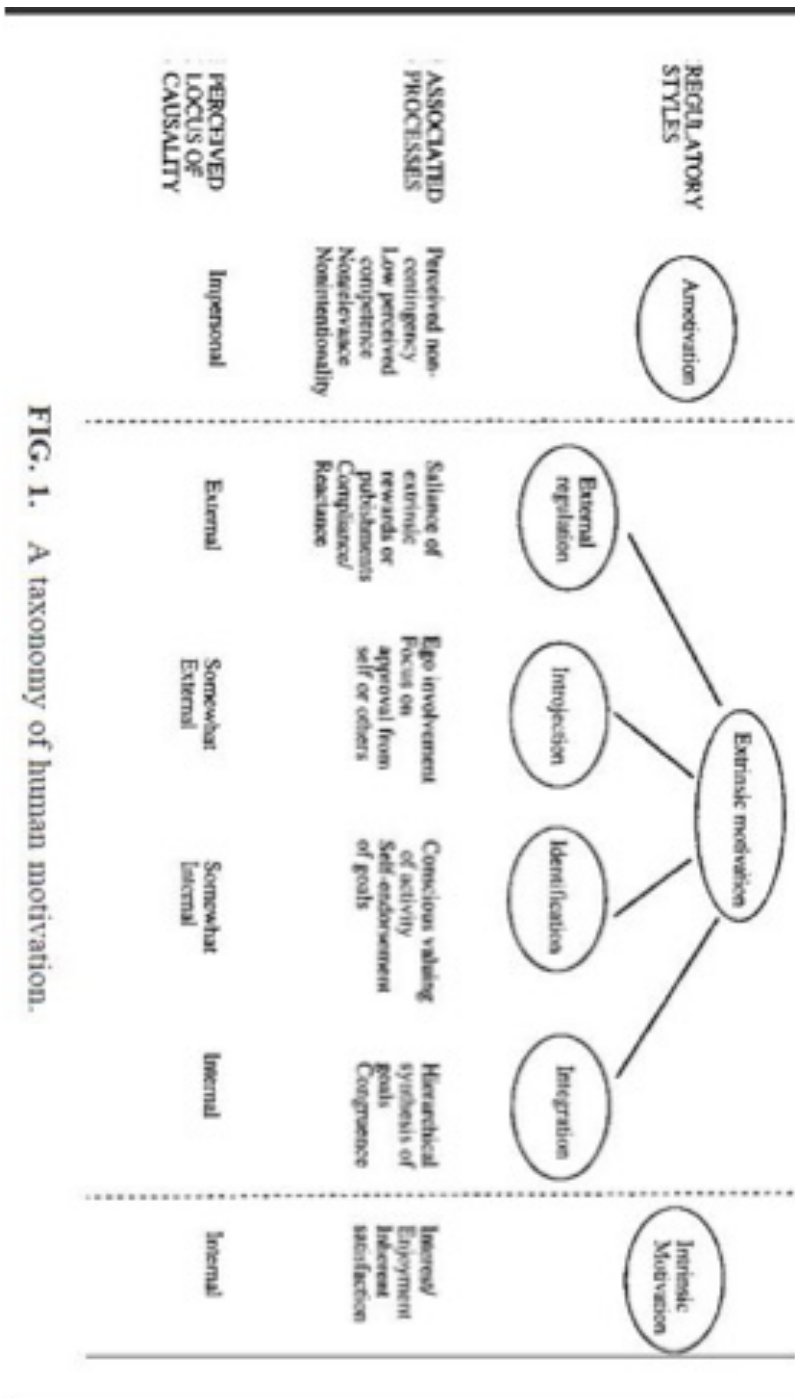 REGULATORY
STYLES
Amotivation
Extrinsic motivation
Intrinsic
Motivation
External
regulation
Introjection
Identification
Integration
ASSOCIATED
PROCESSES
Perceived non-
contingency
Low perceived
competence
Nonrelevance
Nonintentionality
Saliance of
extrinsic
rewards or
punishments
Compliance/
Reactance
Ego involvement
Focus on
approval from
self or others
Conscious valuing
of activity
Self-endorsement
of goals
Hierarchical
synthesis of
goals
Congruence
Interest/
Enjoyment
Inherent
satisfaction
PERCEIVED
LOCUS OF
CAUSALITY
Impersonal
External
Somewhat
External
Somewhat
Internal
Internal
Internal
FIG. 1. A taxonomy of human motivation.